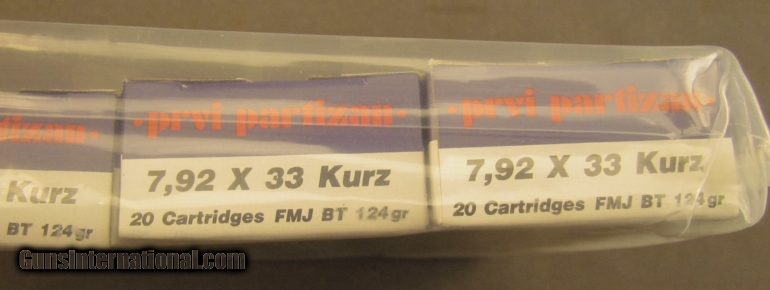 partizan·
Kurz
BT 124gr
·prvi partizan·
7,92 X 33 Kurz
20 Cartridges FMJ BT 124gr
·prvi partizan·
7,92 X 33 Kurz
20 Cartridges FMJ BT 124gr
GunsInternational.com